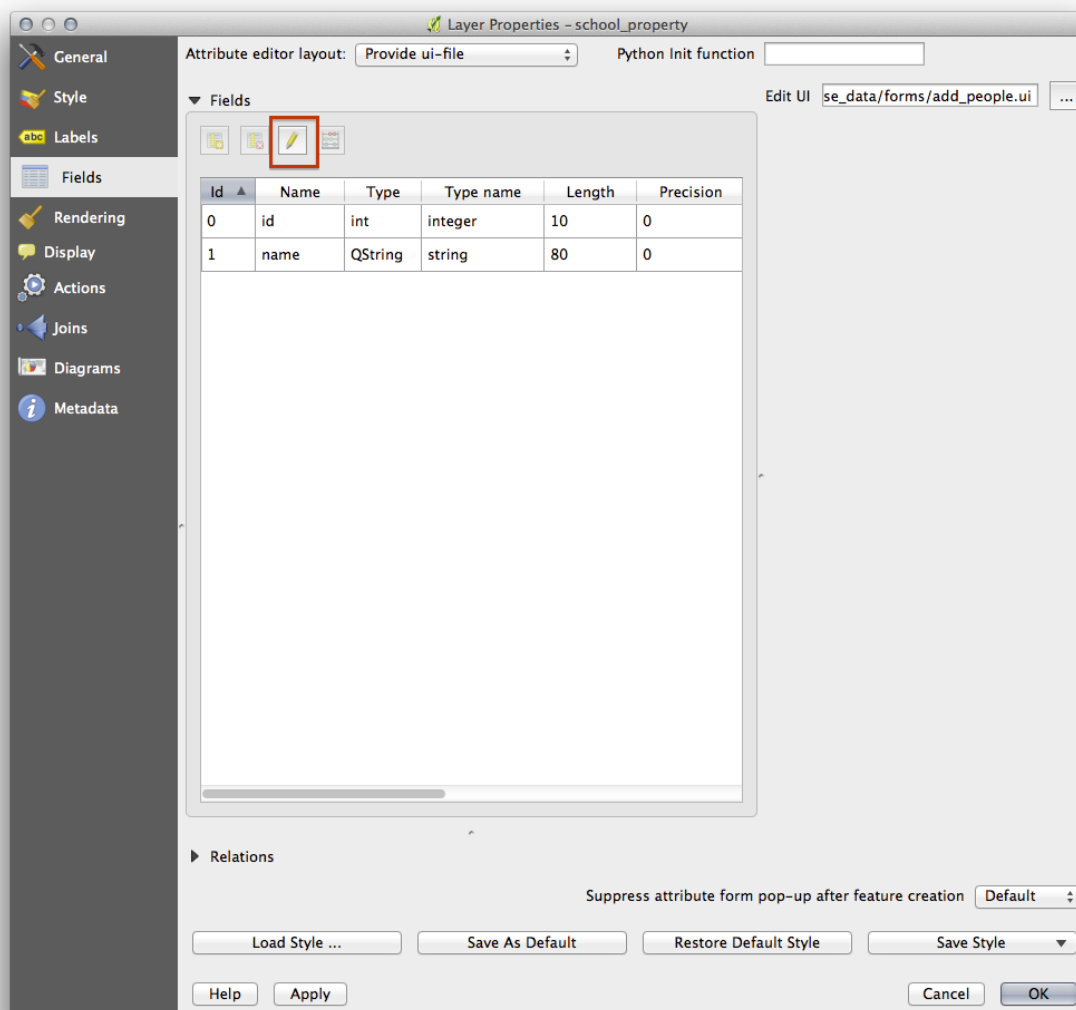 Layer Properties – school_property
General
Style
abc Labels
Fields
Rendering
Display
Actions
Joins
Diagrams
i Metadata
Attribute editor layout: Provide ui-file Python Init function
Edit UI se_data/forms/add_people.ui ...
Fields
Id Name Type Type name Length Precision
0 id int integer 10 0
1 name QString string 80 0
Relations
Suppress attribute form pop-up after feature creation Default
Load Style ... Save As Default Restore Default Style Save Style
Help Apply Cancel OK